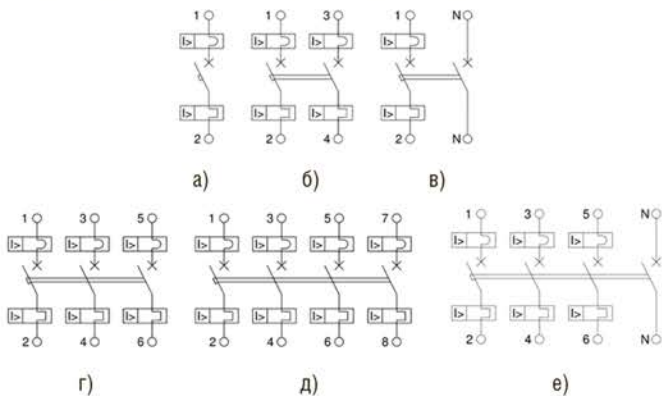 1 1 3 1 N
I> I> I> I>
I> I> I> I>
2 2 4 2 N
а) б) в)
1 3 5 1 3 5 7 1 3 5 N
I> I> I> I> I> I> I> I> I> I>
I> I> I> I> I> I> I> I> I> I>
2 4 6 2 4 6 8 2 4 6 N
г) д) е)